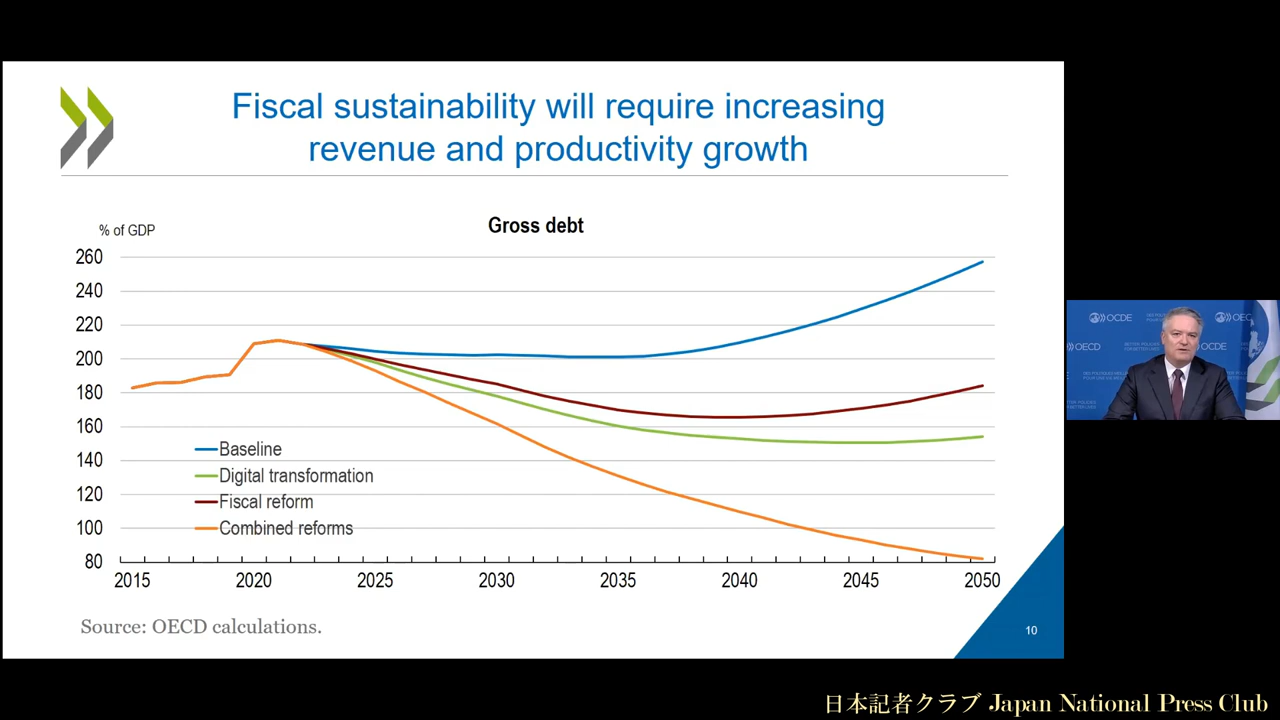 Fiscal sustainability will require increasing
revenue and productivity growth
% of GDP
Gross debt
260
240
220
200
180
160
140
120
100
80
Baseline
Digital transformation
Fiscal reform
Combined reforms
2015 2020 2025 2030 2035 2040 2045 2050
Source: OECD calculations.
10
OCDE
OECD
OCDE
日本記者クラブ Japan National Press Club